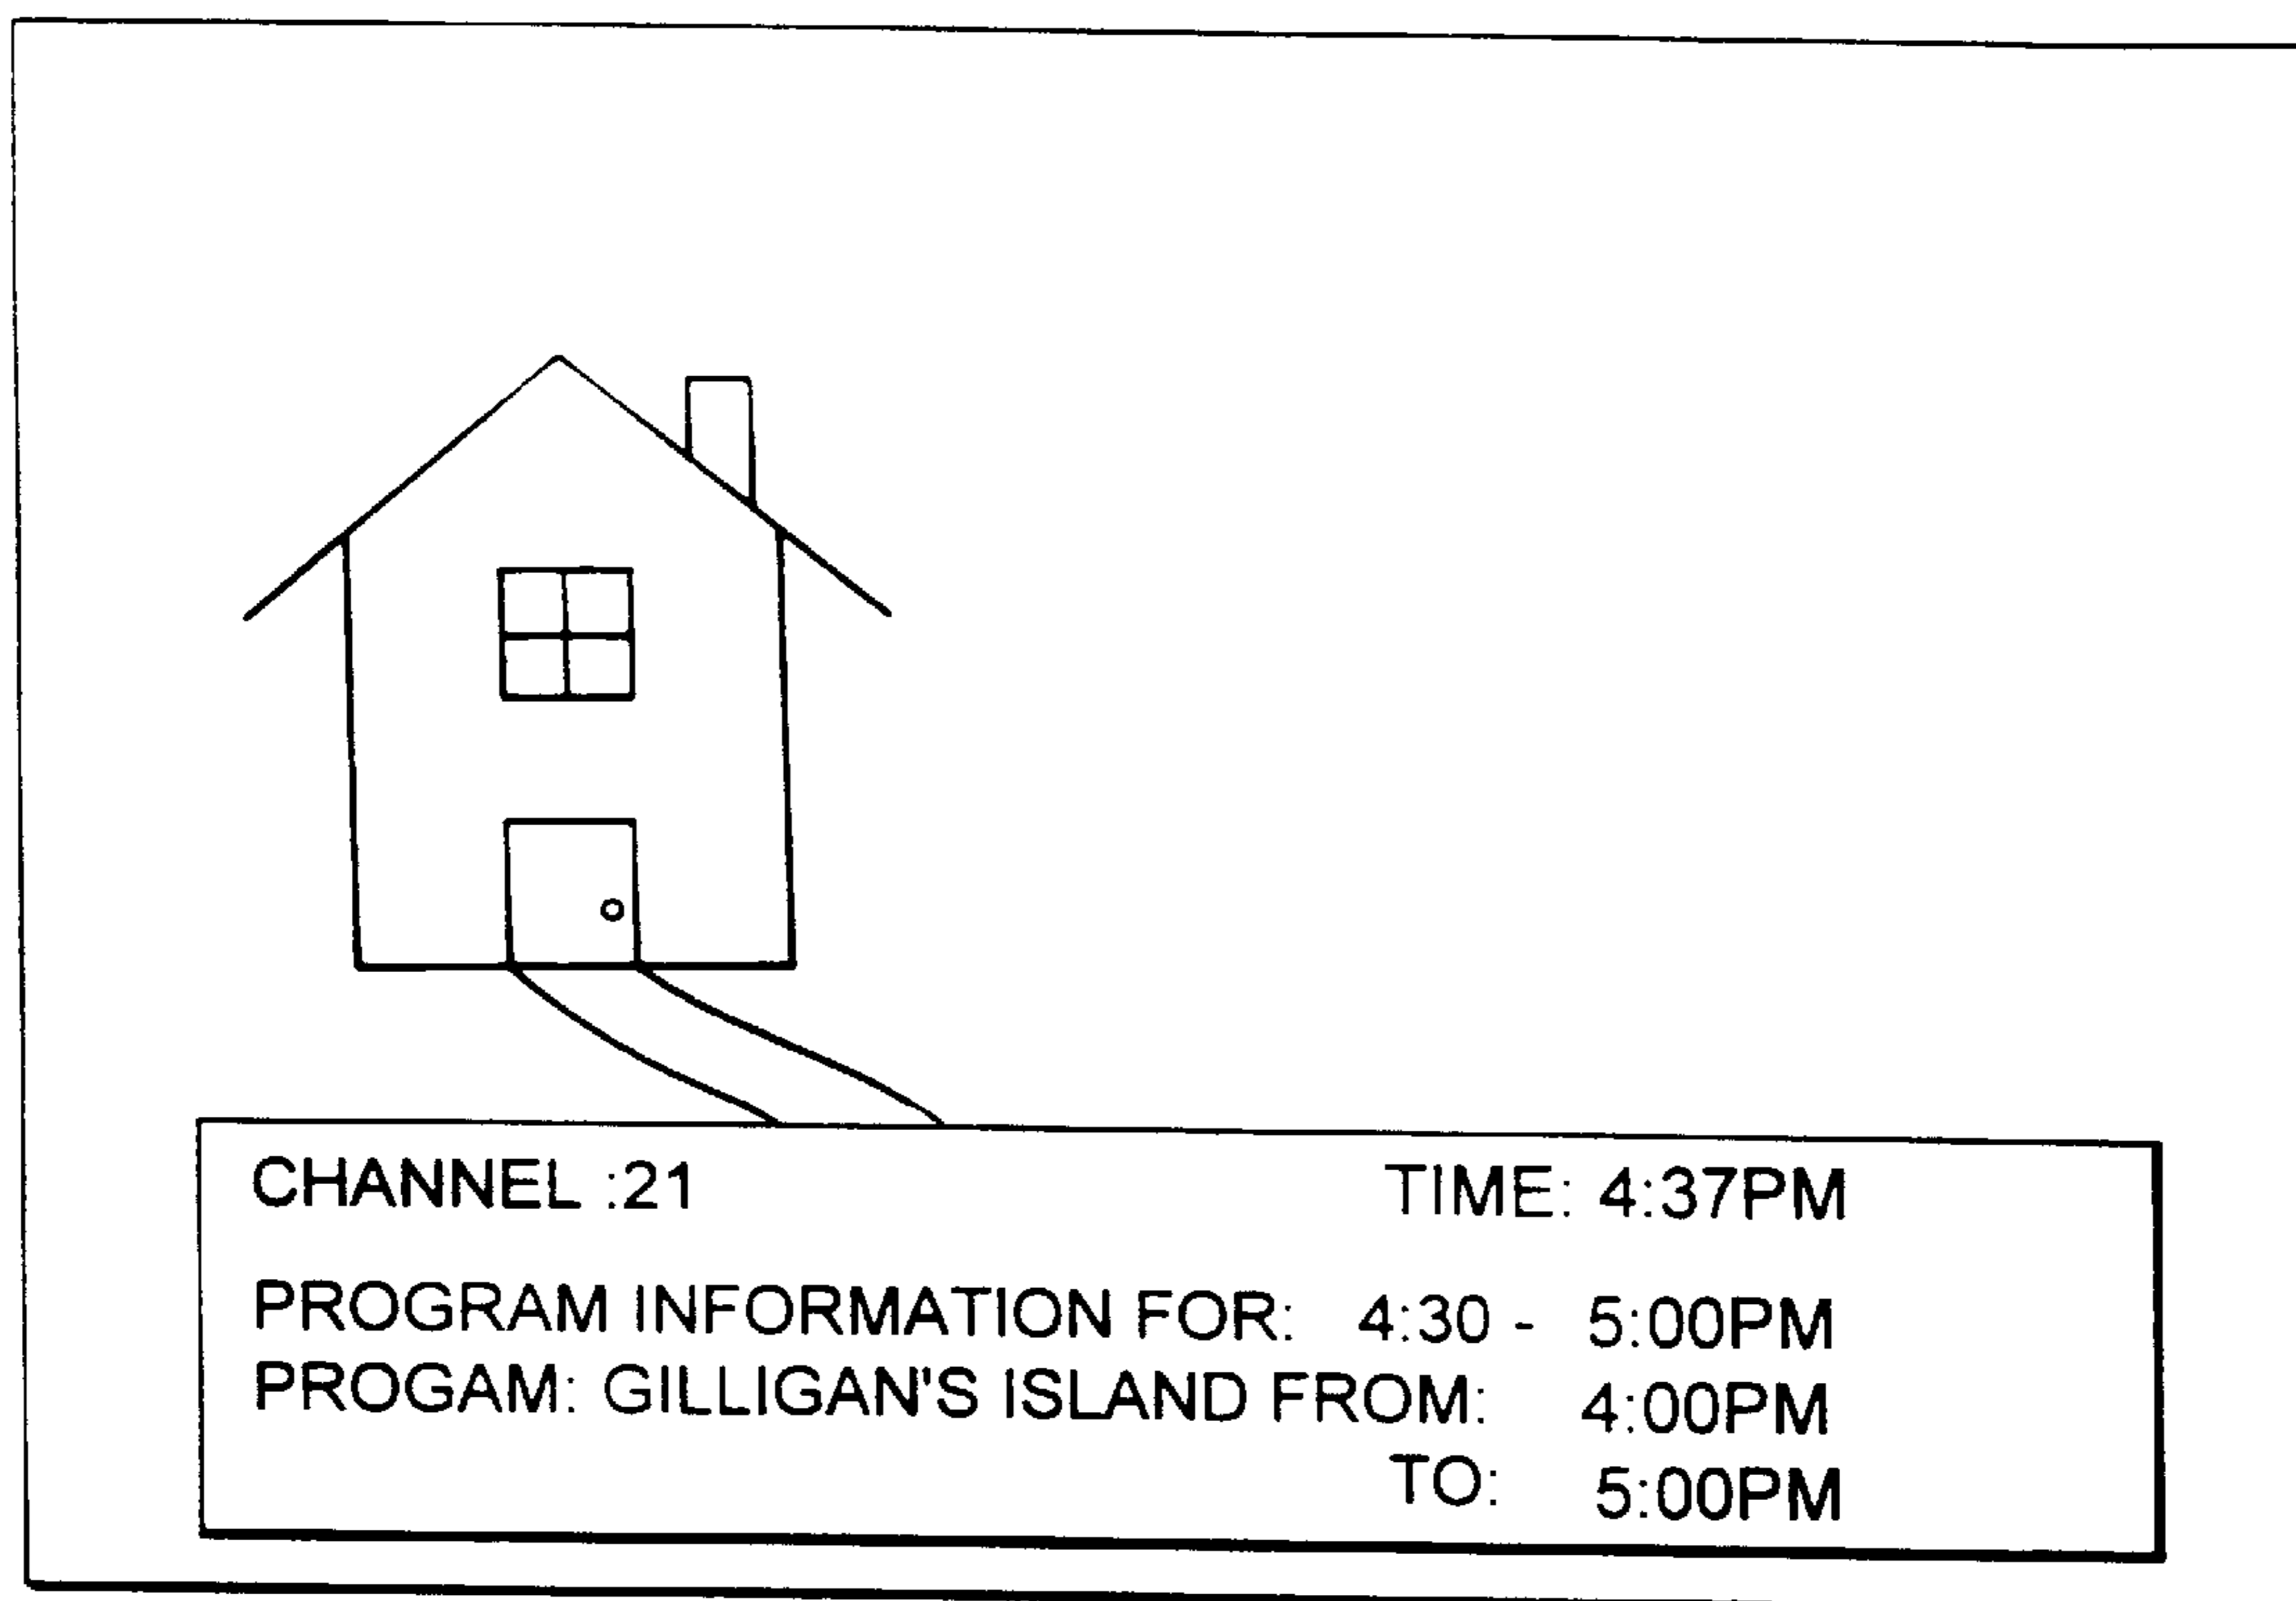 CHANNEL :21 TIME: 4:37PM
PROGRAM INFORMATION FOR: 4:30 - 5:00PM
PROGAM: GILLIGAN'S ISLAND FROM: 4:00PM
TO: 5:00PM